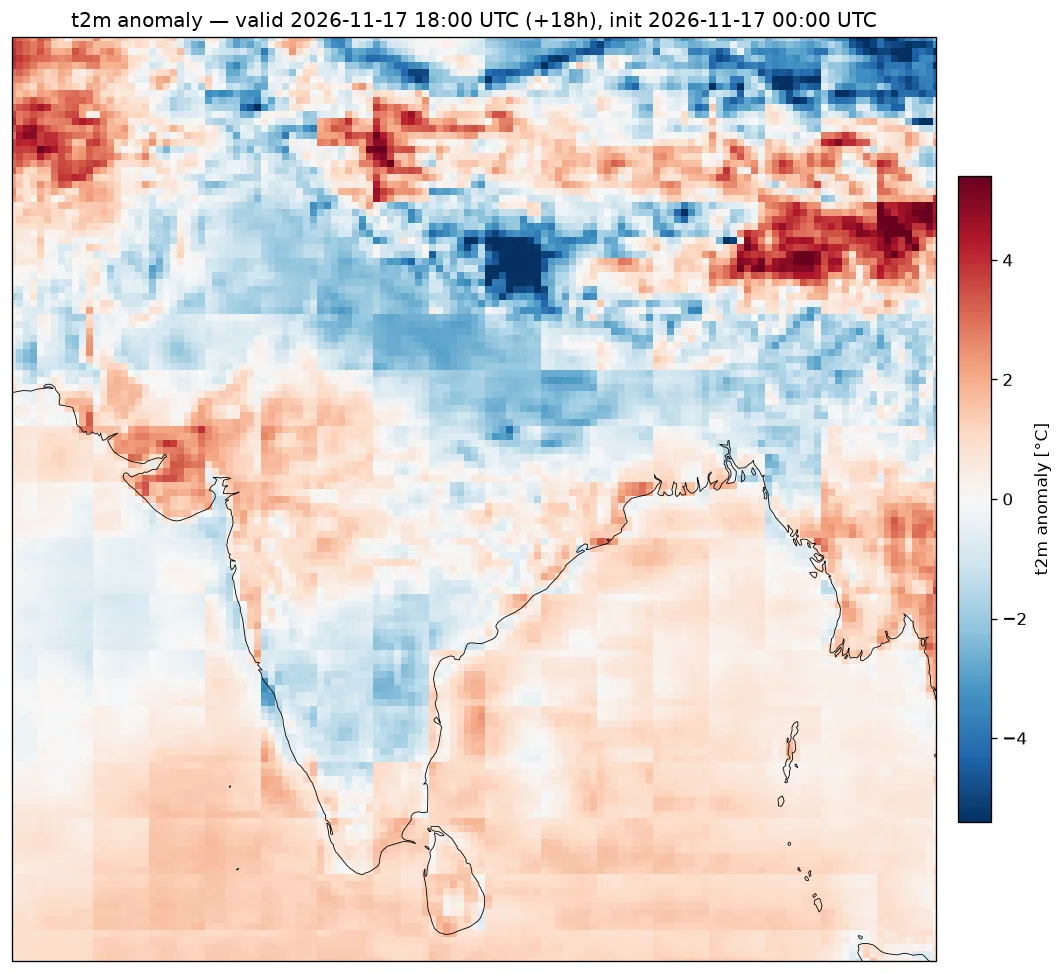 t2m anomaly — valid 2026-11-17 18:00 UTC (+18h), init 2026-11-17 00:00 UTC
4
2
0
−2
−4
t2m anomaly [°C]